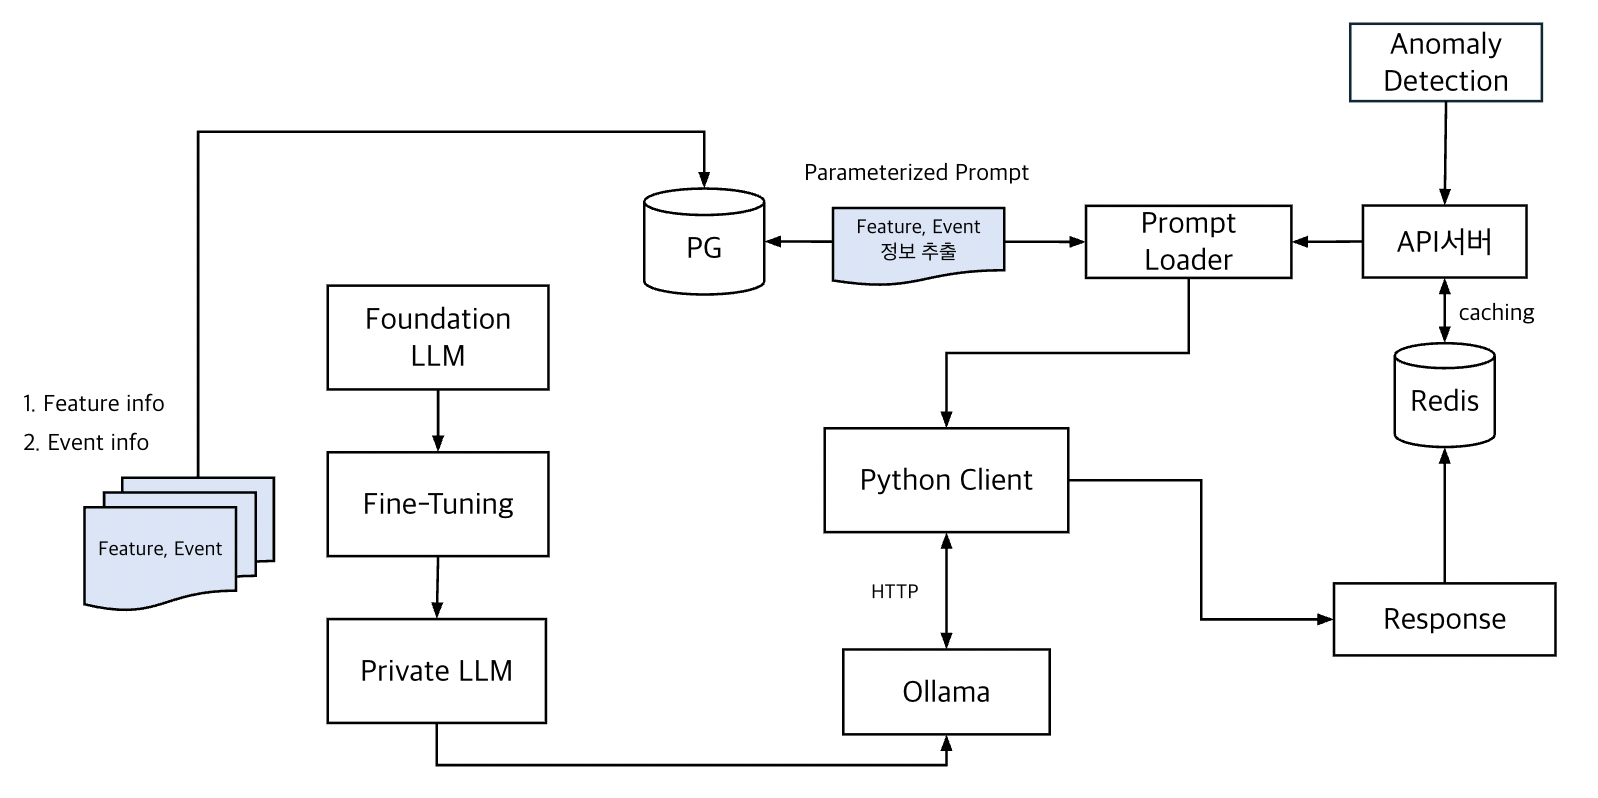 Anomaly
Detection
Parameterized Prompt
PG
Feature, Event
정보 추출
Prompt
Loader
API서버
caching
Redis
Foundation
LLM
1. Feature info
2. Event info
Feature, Event
Fine-Tuning
Python Client
HTTP
Private LLM
Ollama
Response